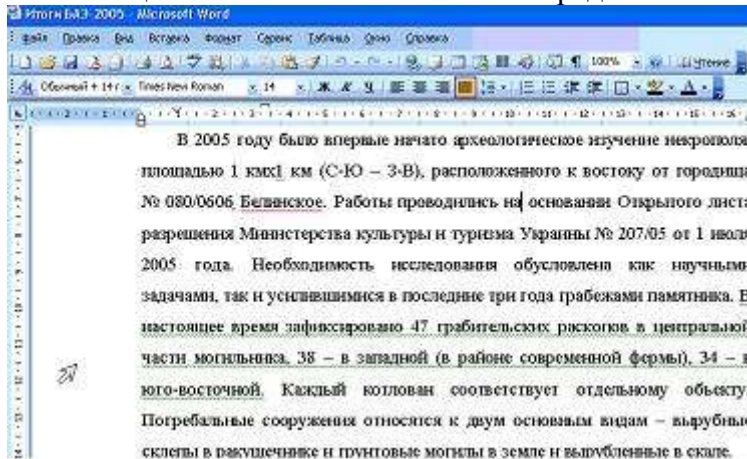 Итоги БАЭ-2005 - Microsoft Word
Файл Правка Вид Вставка Формат Сервис Таблица Окно Справка
100% Чтение
Обычный + 14 г Times New Roman 14 Ж К Ч
В 2005 году было впервые начато археологическое изучение некрополя
площадью 1 кмх1 км (С-Ю – З-В), расположенного к востоку от городища
№ 080/0606 Белинское. Работы проводились на основании Открытого листа
разрешения Министерства культуры и туризма Украины № 207/05 от 1 июля
2005 года. Необходимость исследования обусловлена как научными
задачами, так и усилившимися в последние три года грабежами памятника. В
настоящее время зафиксировано 47 грабительских раскопов в центральной
части могильника, 38 – в западной (в районе современной фермы), 34 – в
юго-восточной. Каждый котлован соответствует отдельному объекту.
Погребальные сооружения относятся к двум основным видам – вырубные
склепы в ракушечнике и грунтовые могилы в земле и вырубленные в скале.